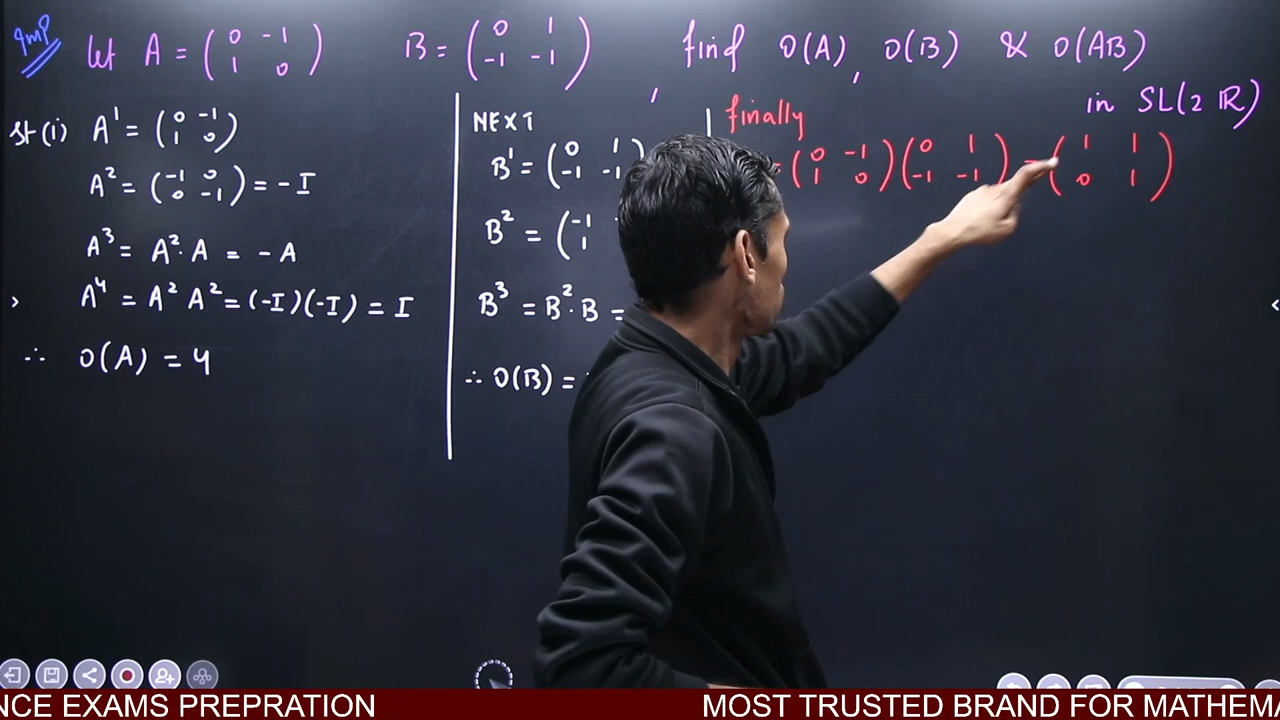 Imp
let A = ( 0 -1 1 0 ) B = ( 0 1 -1 -1 ), find O(A), O(B) & O(AB)
in SL(2 IR)
st (i) A¹ = ( 0 -1 1 0 )
A² = ( -1 0 0 -1 ) = -I
A³ = A²·A = -A
A⁴ = A² A² = (-I)(-I) = I
∴ O(A) = 4
NEXT
B¹ = ( 0 1 -1 -1
B² = ( -1 1
B³ = B²·B =
∴ O(B) =
finally
= ( 0 -1 1 0 ) ( 0 1 -1 -1 ) = ( 1 1 0 1 )
NCE EXAMS PREPRATION MOST TRUSTED BRAND FOR MATHEMA